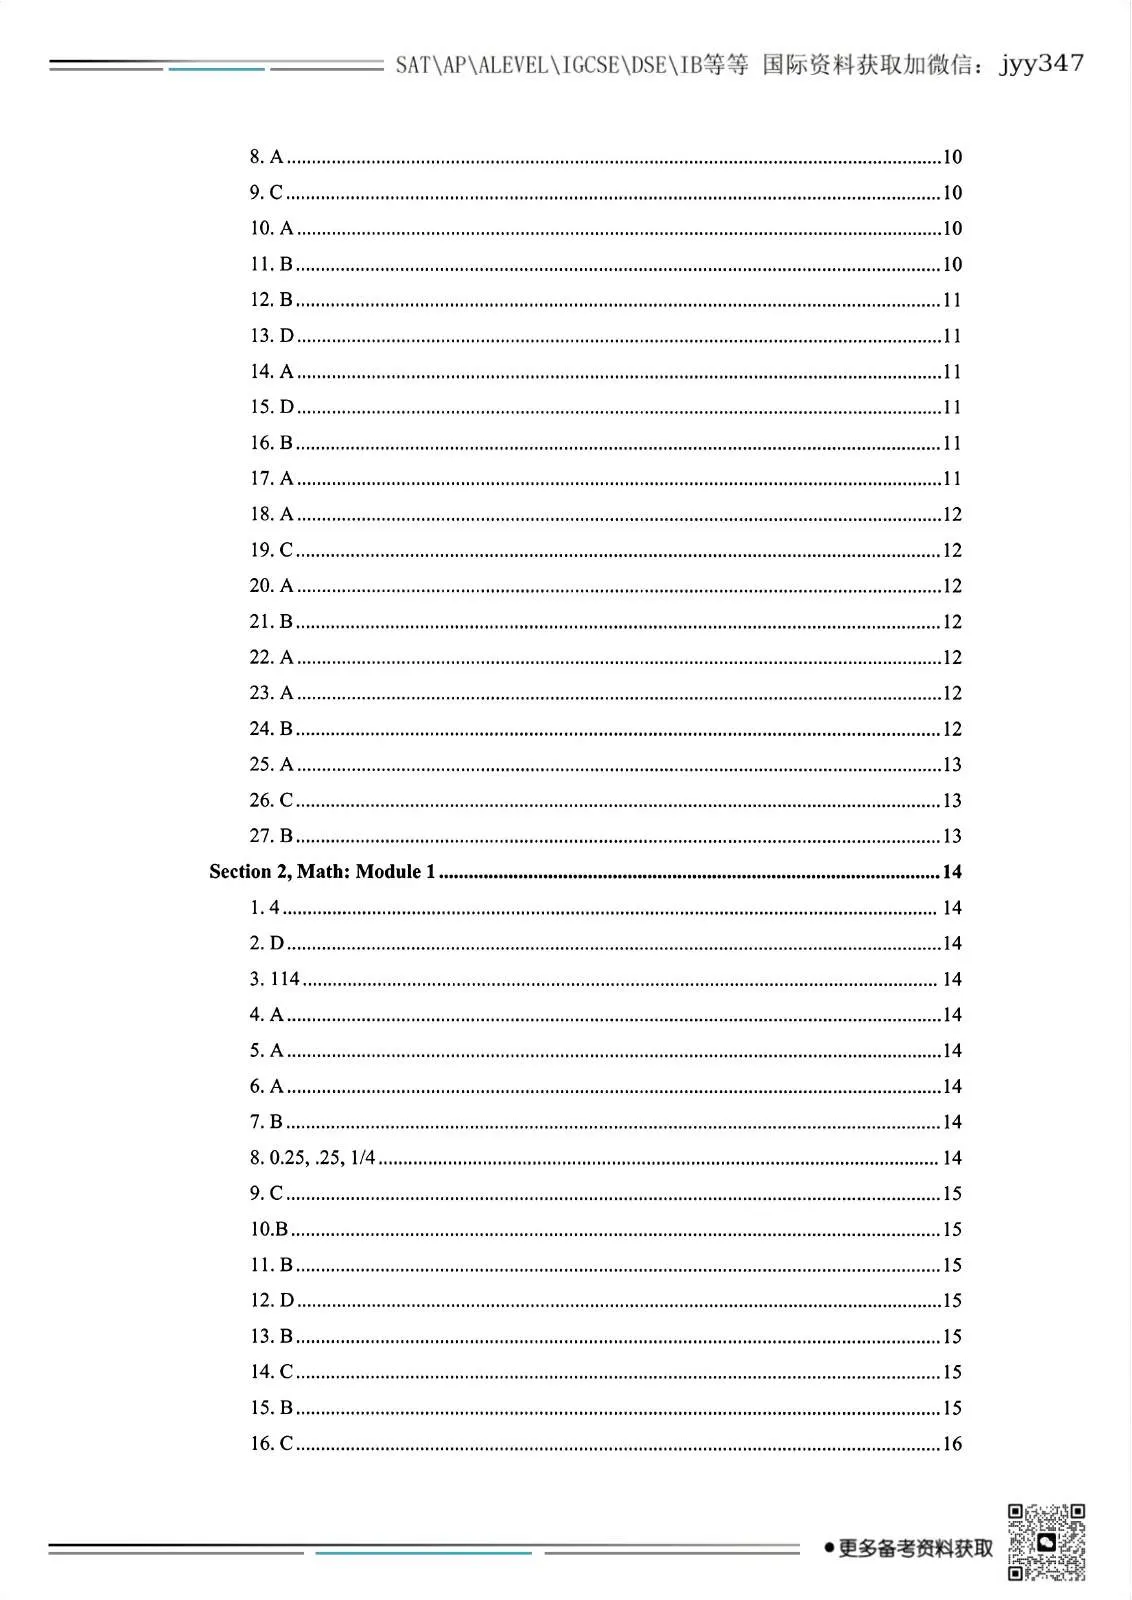 SAT\AP\ALEVEL\IGCSE\DSE\IB等等 国际资料获取加微信：jyy347
8. A........10
9. C........10
10. A........10
11. B........10
12. B........11
13. D........11
14. A........11
15. D........11
16. B........11
17. A........11
18. A........12
19. C........12
20. A........12
21. B........12
22. A........12
23. A........12
24. B........12
25. A........13
26. C........13
27. B........13
Section 2, Math: Module 1........14
1. 4........14
2. D........14
3. 114........14
4. A........14
5. A........14
6. A........14
7. B........14
8. 0.25, .25, 1/4........14
9. C........15
10.B........15
11. B........15
12. D........15
13. B........15
14. C........15
15. B........15
16. C........16
●更多备考资料获取